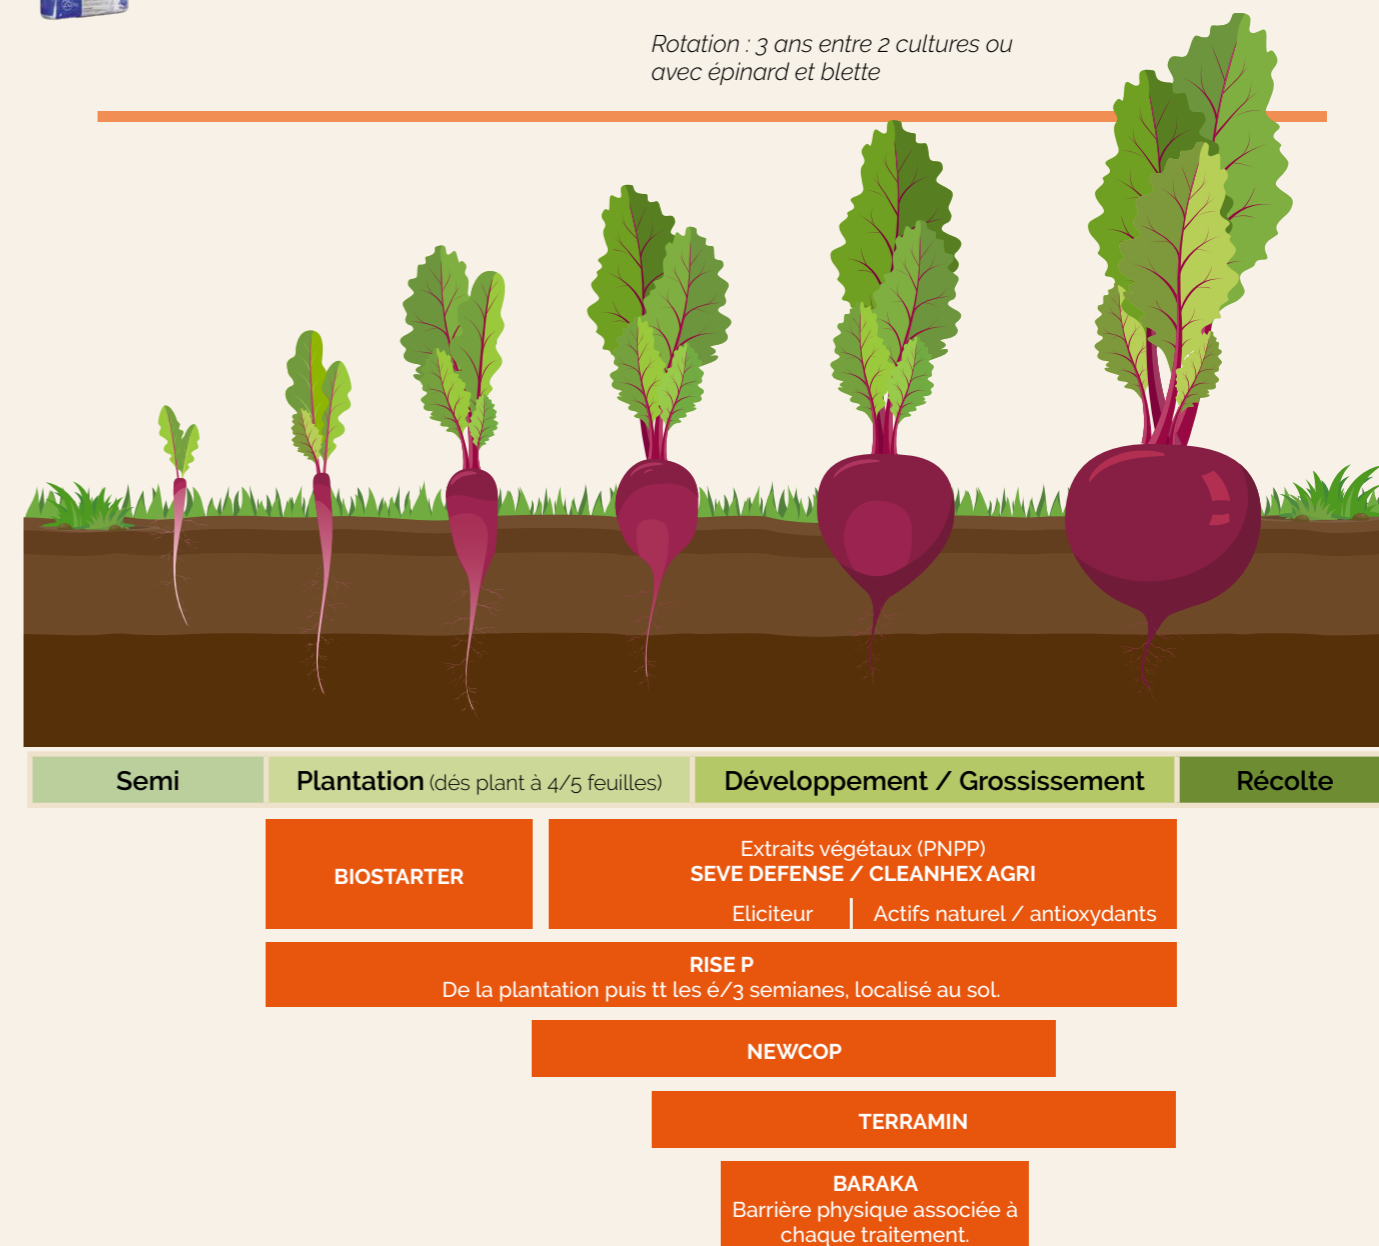 Rotation : 3 ans entre 2 cultures ou
avec épinard et blette
Semi
Plantation (dés plant à 4/5 feuilles)
Développement / Grossissement
Récolte
BIOSTARTER
Extraits végétaux (PNPP)
SEVE DEFENSE / CLEANHEX AGRI
Eliciteur
Actifs naturel / antioxydants
RISE P
De la plantation puis tt les é/3 semianes, localisé au sol.
NEWCOP
TERRAMIN
BARAKA
Barrière physique associée à
chaque traitement.